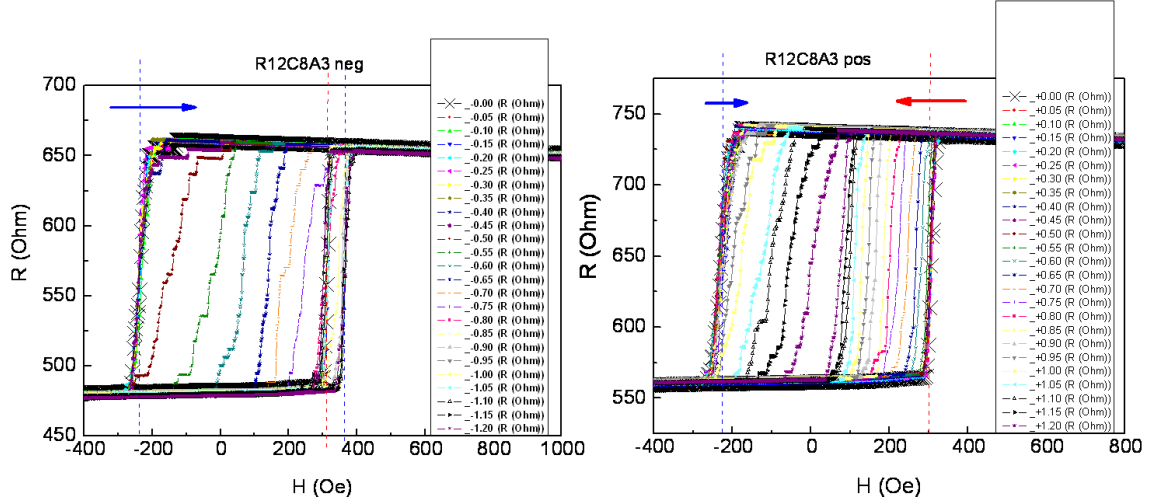 R12C8A3 neg
700
650
600
550
500
450
R (Ohm)
-400
-200
0
200
400
600
800
1000
H (Oe)
_-0.00 (R (Ohm))
_-0.05 (R (Ohm))
_-0.10 (R (Ohm))
_-0.15 (R (Ohm))
_-0.20 (R (Ohm))
_-0.25 (R (Ohm))
_-0.30 (R (Ohm))
_-0.35 (R (Ohm))
_-0.40 (R (Ohm))
_-0.45 (R (Ohm))
_-0.50 (R (Ohm))
_-0.55 (R (Ohm))
_-0.60 (R (Ohm))
_-0.65 (R (Ohm))
_-0.70 (R (Ohm))
_-0.75 (R (Ohm))
_-0.80 (R (Ohm))
_-0.85 (R (Ohm))
_-0.90 (R (Ohm))
_-0.95 (R (Ohm))
_-1.00 (R (Ohm))
_-1.05 (R (Ohm))
_-1.10 (R (Ohm))
_-1.15 (R (Ohm))
_-1.20 (R (Ohm))
R12C8A3 pos
750
700
650
600
550
R (Ohm)
-400
-200
0
200
400
600
800
H (Oe)
_+0.00 (R (Ohm))
_+0.05 (R (Ohm))
_+0.10 (R (Ohm))
_+0.15 (R (Ohm))
_+0.20 (R (Ohm))
_+0.25 (R (Ohm))
_+0.30 (R (Ohm))
_+0.35 (R (Ohm))
_+0.40 (R (Ohm))
_+0.45 (R (Ohm))
_+0.50 (R (Ohm))
_+0.55 (R (Ohm))
_+0.60 (R (Ohm))
_+0.65 (R (Ohm))
_+0.70 (R (Ohm))
_+0.75 (R (Ohm))
_+0.80 (R (Ohm))
_+0.85 (R (Ohm))
_+0.90 (R (Ohm))
_+0.95 (R (Ohm))
_+1.00 (R (Ohm))
_+1.05 (R (Ohm))
_+1.10 (R (Ohm))
_+1.15 (R (Ohm))
_+1.20 (R (Ohm))